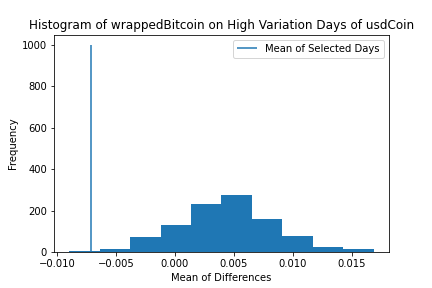 Histogram of wrappedBitcoin on High Variation Days of usdCoin
Mean of Selected Days
Frequency
1000
800
600
400
200
0
−0.010 −0.005 0.000 0.005 0.010 0.015
Mean of Differences